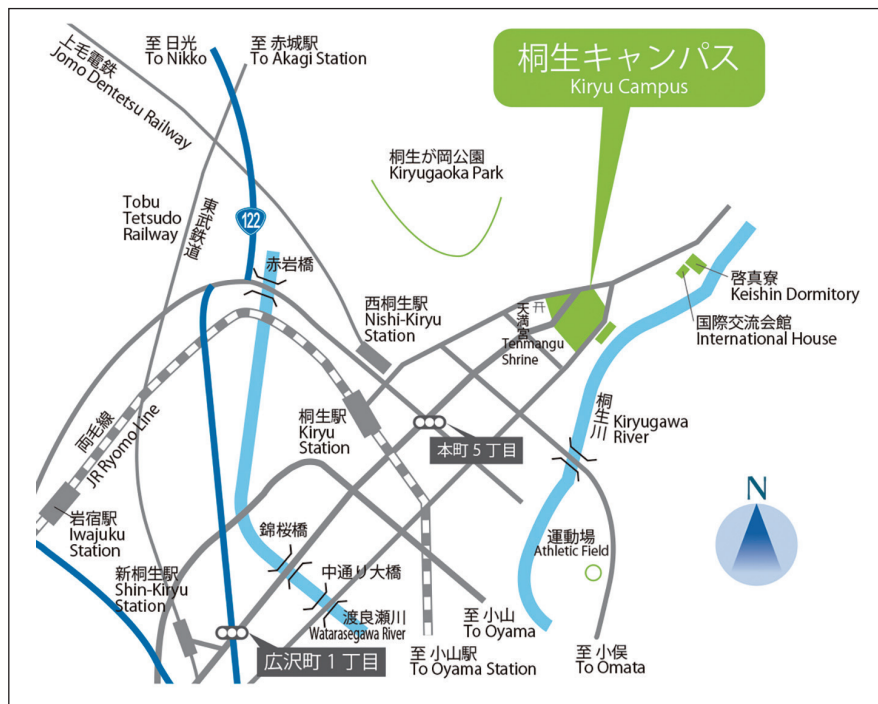 上毛電鉄
Jomo Dentetsu Railway
至 日光
To Nikko
至 赤城駅
To Akagi Station
桐生キャンパス
Kiryu Campus
桐生が岡公園
Kiryugaoka Park
Tobu
Tetsudo
Railway
東武鉄道
122
赤岩橋
西桐生駅
Nishi-Kiryu
Station
天満宮
Tenmangu
Shrine
啓真寮
Keishin Dormitory
国際交流会館
International House
両毛線
JR Ryomo Line
桐生駅
Kiryu
Station
本町 5 丁目
桐生川
Kiryugawa
River
N
岩宿駅
Iwajuku
Station
錦桜橋
運動場
Athletic Field
新桐生駅
Shin-Kiryu
Station
中通り大橋
渡良瀬川
Watarasegawa River
至 小山
To Oyama
広沢町 1 丁目
至 小山駅
To Oyama Station
至 小俣
To Omata